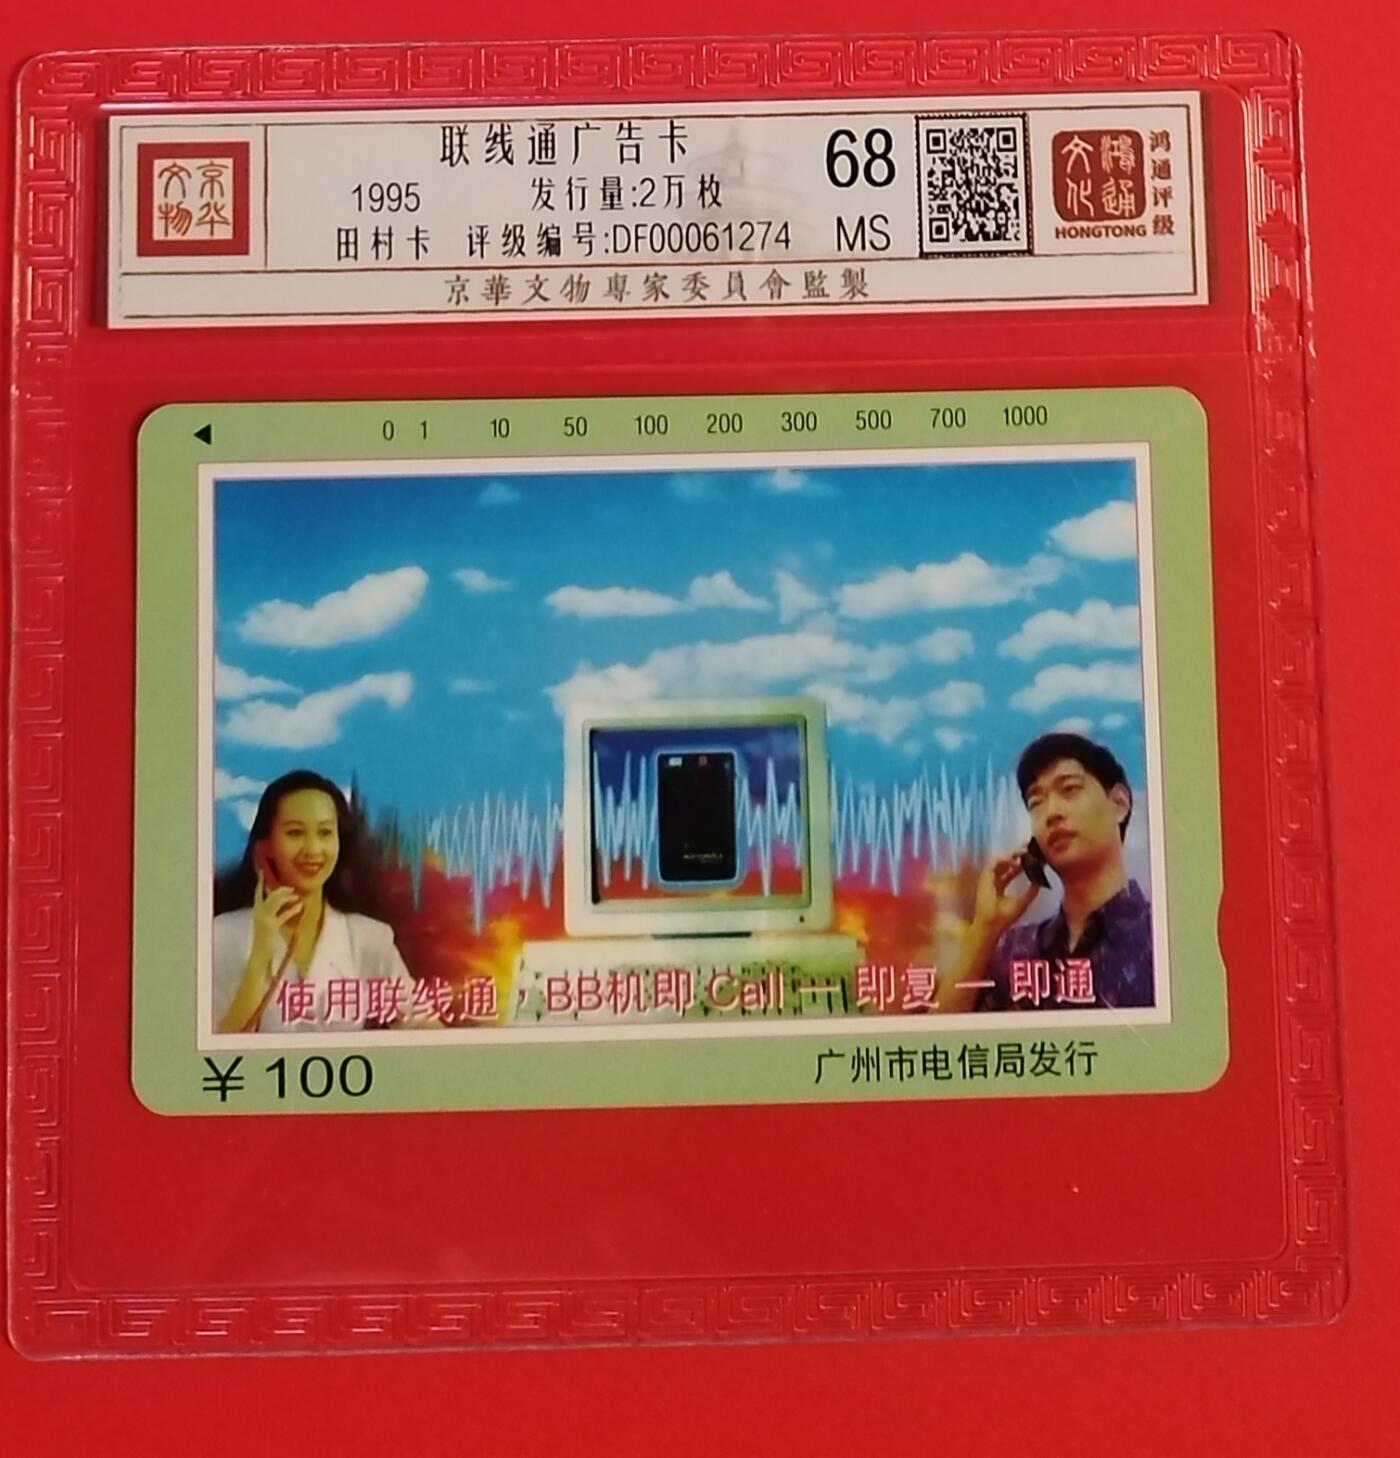 京华
文物
联线通广告卡
1995 发行量:2万枚
田村卡 评级编号:DF00061274
68
MS
鸿通
文化
HONGTONG
鸿通评级
京華文物專家委員會監製
0 1 10 50 100 200 300 500 700 1000
MOTOROLA
使用联线通，BB机即 Call 一 即复 一 即通
¥100
广州市电信局发行